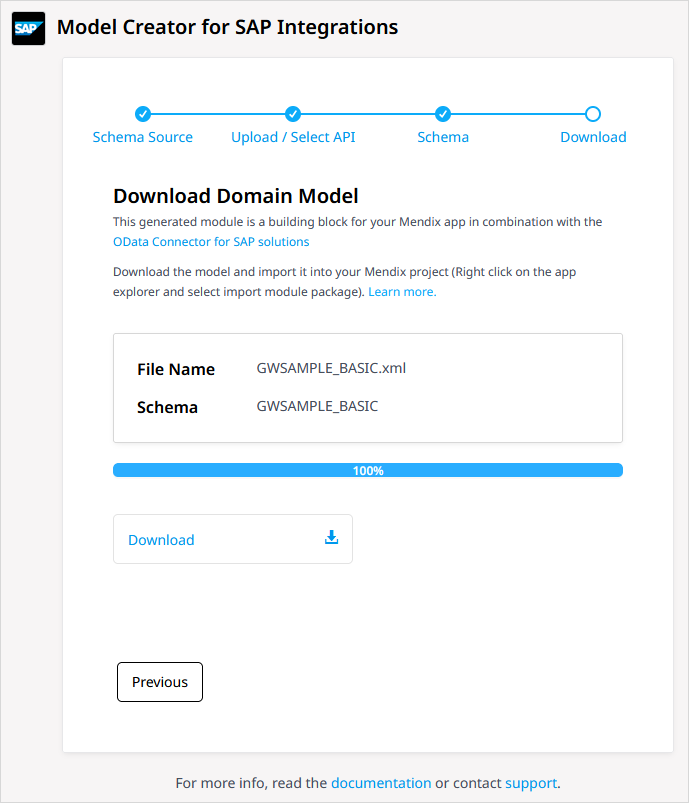 SAP Model Creator for SAP Integrations
Schema Source Upload / Select API Schema Download
Download Domain Model
This generated module is a building block for your Mendix app in combination with the
OData Connector for SAP solutions
Download the model and import it into your Mendix project (Right click on the app
explorer and select import module package). Learn more.
File Name GWSAMPLE_BASIC.xml
Schema GWSAMPLE_BASIC
100%
Download
Previous
For more info, read the documentation or contact support.